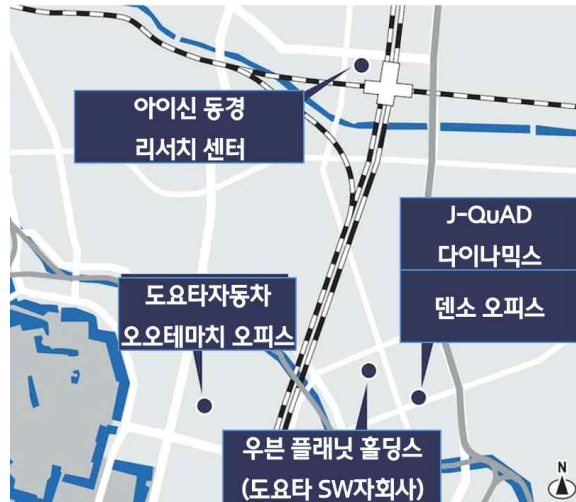 아이신 동경
리서치 센터
J-QuAD
다이나믹스
덴소 오피스
도요타자동차
오오테마치 오피스
우븐 플래닛 홀딩스
(도요타 SW자회사)
N